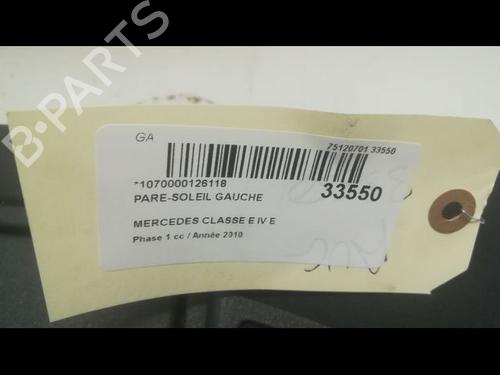 B-PARTS
GA
75120701 33550
*1070000126118
33550
PARE-SOLEIL GAUCHE
MERCEDES CLASSE E IV E
Phase 1 cc / Année 2010